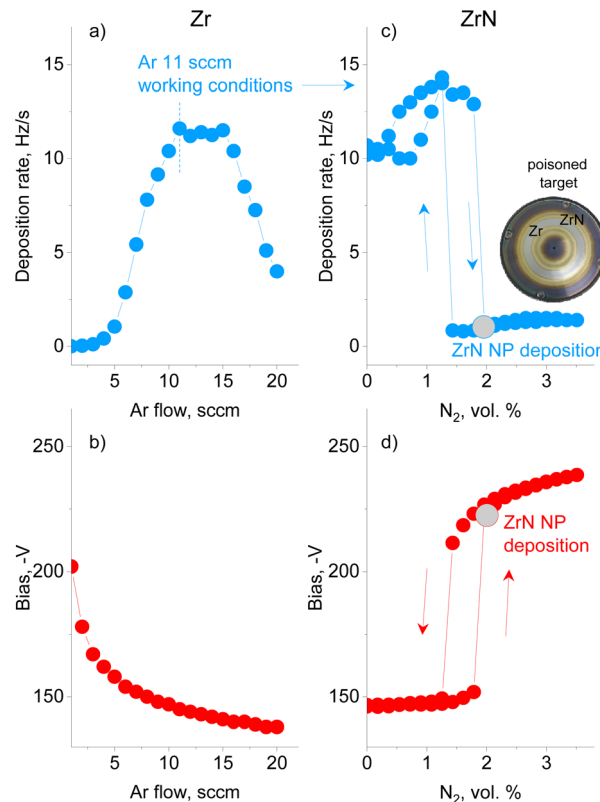 Zr
ZrN
a)
c)
Ar 11 sccm
working conditions
15
10
5
0
Deposition rate, Hz/s
5
10
15
20
Ar flow, sccm
15
10
5
0
Deposition rate, Hz/s
poisoned
target
Zr
ZrN
ZrN NP deposition
0
1
2
3
N₂, vol. %
b)
d)
250
200
150
100
Bias, -V
5
10
15
20
Ar flow, sccm
250
200
150
100
Bias, -V
ZrN NP
deposition
0
1
2
3
N₂, vol. %